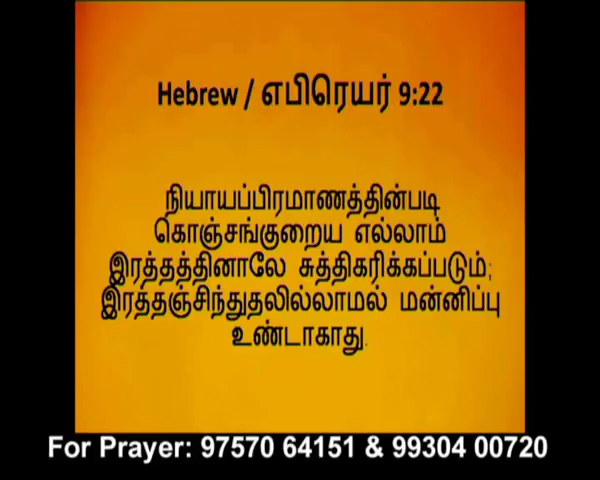 Hebrew / எபிரெயர் 9:22
நியாயப்பிரமாணத்தின்படி
கொஞ்சங்குறைய எல்லாம்
இரத்தத்தினாலே சுத்திகரிக்கப்படும்;
இரத்தஞ்சிந்துதலில்லாமல் மன்னிப்பு
உண்டாகாது.
For Prayer: 97570 64151 & 99304 00720